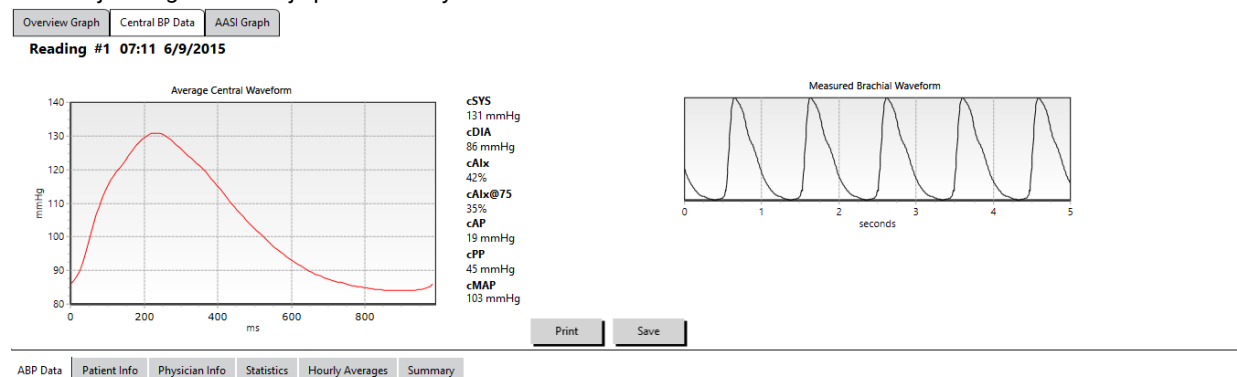 Overview Graph Central BP Data AASI Graph
Reading #1 07:11 6/9/2015
Average Central Waveform
140
130
120
110
100
90
80
mmHg
0 200 400 600 800
ms
cSYS
131 mmHg
cDIA
86 mmHg
cAIx
42%
cAIx@75
35%
cAP
19 mmHg
cPP
45 mmHg
cMAP
103 mmHg
Measured Brachial Waveform
0 1 2 3 4 5
seconds
Print Save
ABP Data Patient Info Physician Info Statistics Hourly Averages Summary